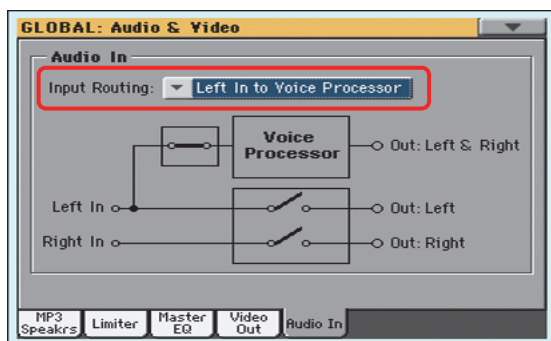 GLOBAL: Audio & Video
Audio In
Input Routing: Left In to Voice Processor
Voice
Processor
Out: Left & Right
Left In
Out: Left
Right In
Out: Right
MP3
Speakrs
Limiter
Master
EQ
Video
Out
Audio In